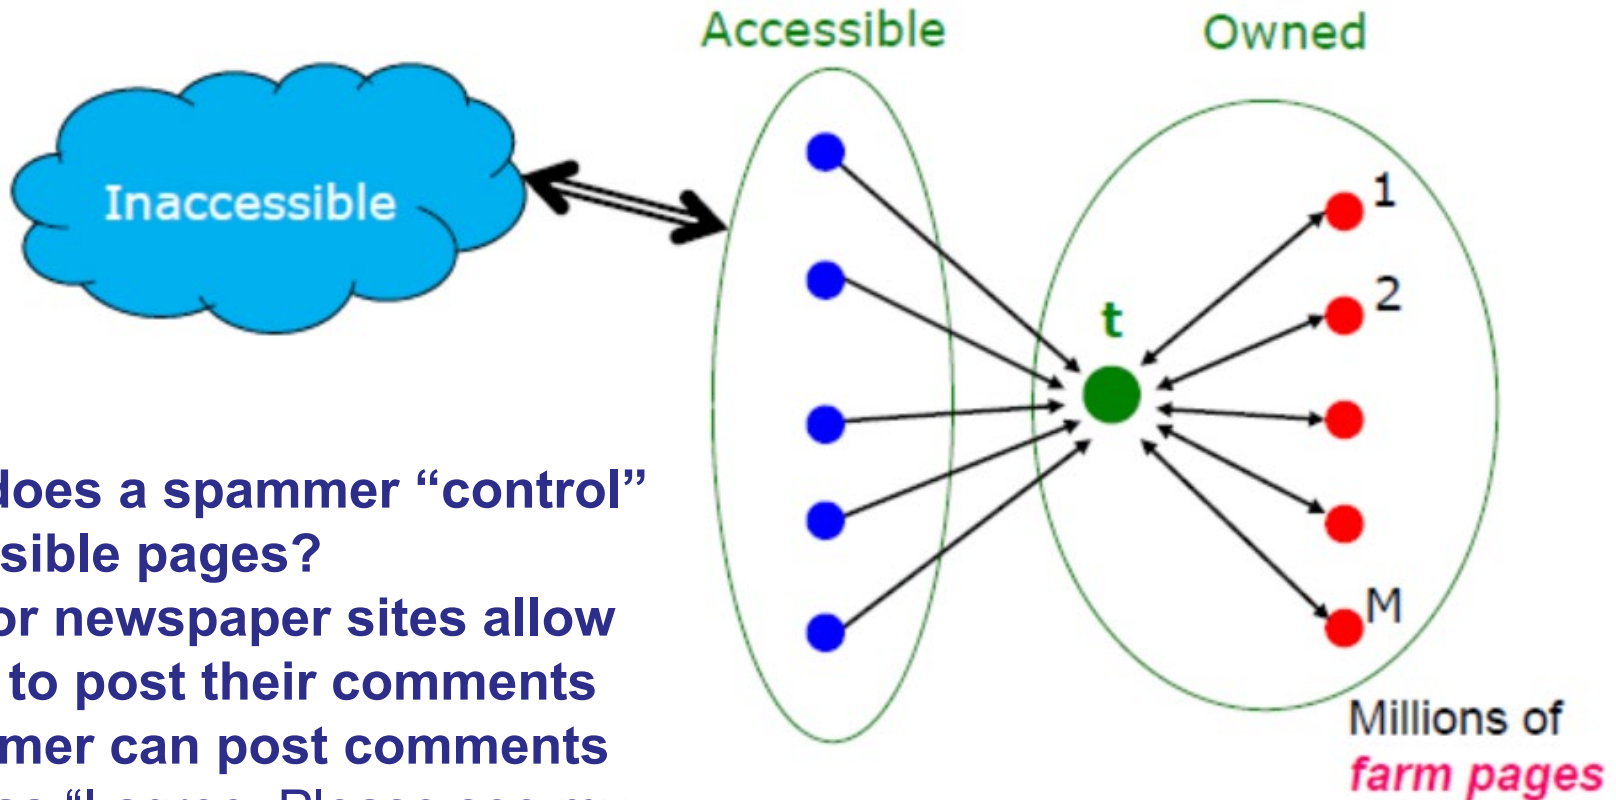 Accessible
Owned
Inaccessible
t
1
2
M
does a spammer “control”
sible pages?
or newspaper sites allow
to post their comments
mer can post comments
Millions of
farm pages